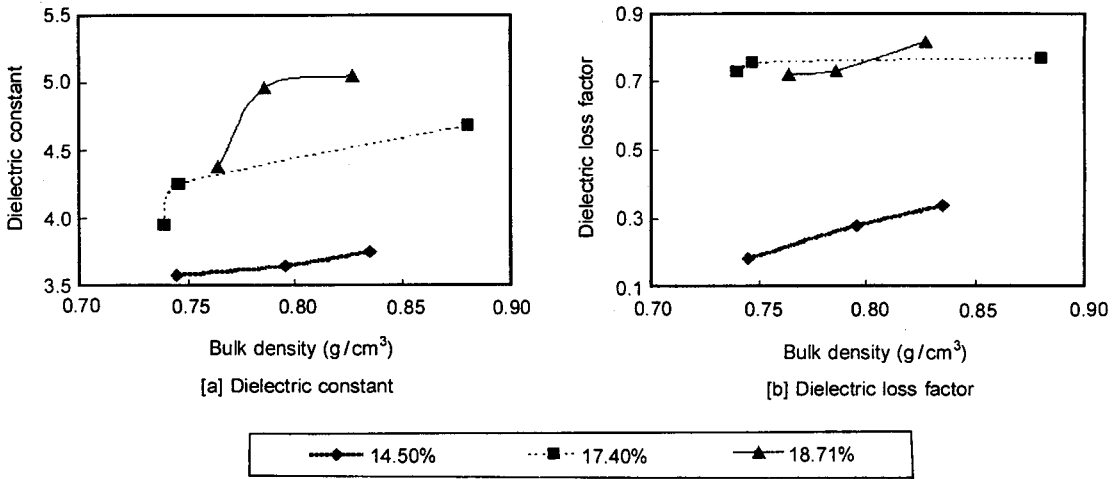 5.5
5.0
4.5
4.0
3.5
Dielectric constant
0.70 0.75 0.80 0.85 0.90
Bulk density (g/cm³)
[a] Dielectric constant
0.9
0.7
0.5
0.3
0.1
Dielectric loss factor
0.70 0.75 0.80 0.85 0.90
Bulk density (g/cm³)
[b] Dielectric loss factor
14.50% 17.40% 18.71%